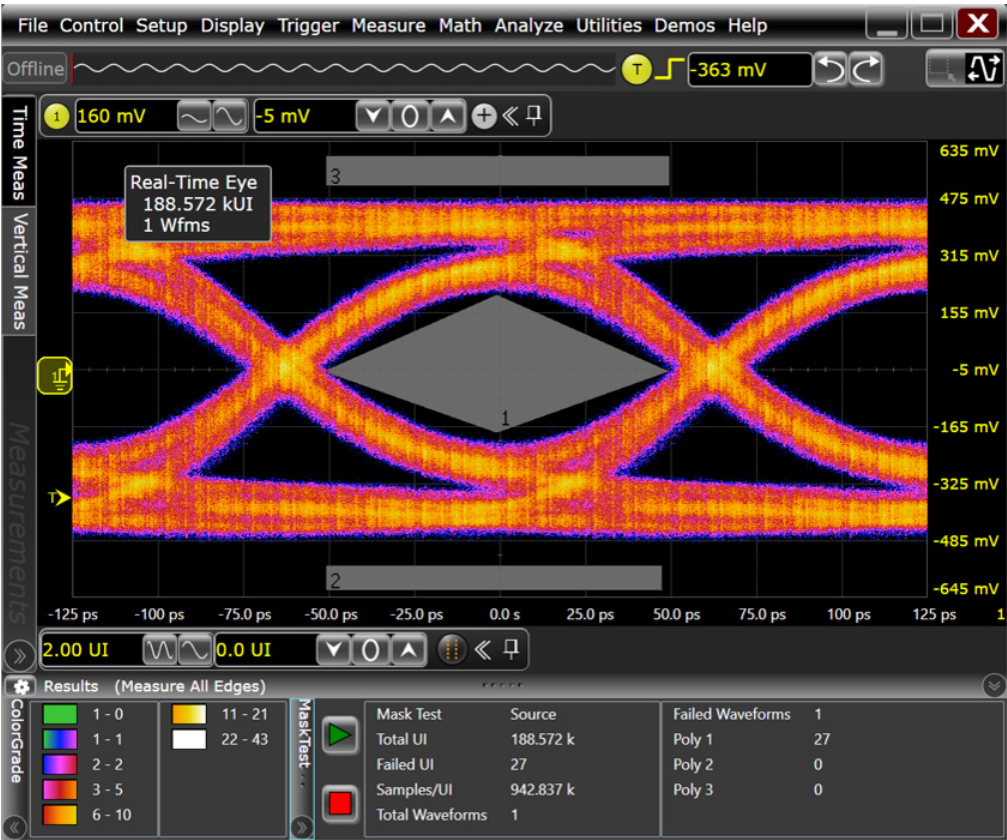 File Control Setup Display Trigger Measure Math Analyze Utilities Demos Help
X
Offline
T
-363 mV
1
160 mV
-5 mV
0
Time Meas
Vertical Meas
Measurements
Real-Time Eye
188.572 kUI
1 Wfms
3
1
2
1
T
635 mV
475 mV
315 mV
155 mV
-5 mV
-165 mV
-325 mV
-485 mV
-645 mV
-125 ps
-100 ps
-75.0 ps
-50.0 ps
-25.0 ps
0.0 s
25.0 ps
50.0 ps
75.0 ps
100 ps
125 ps
1
2.00 UI
0.0 UI
0
Results (Measure All Edges)
ColorGrade
1 - 0
1 - 1
2 - 2
3 - 5
6 - 10
11 - 21
22 - 43
MaskTest ...
Mask Test Source
Total UI 188.572 k
Failed UI 27
Samples/UI 942.837 k
Total Waveforms 1
Failed Waveforms 1
Poly 1 27
Poly 2 0
Poly 3 0